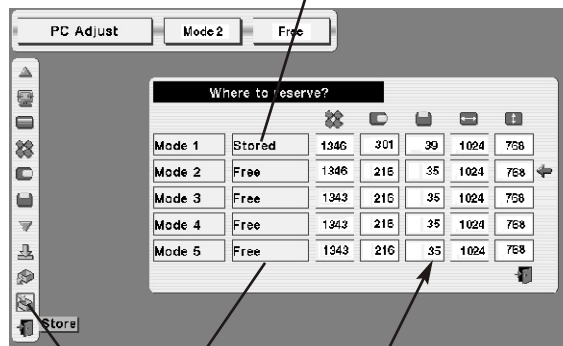 PC Adjust Mode 2 Free
Where to reserve?
Mode 1 Stored 1346 301 39 1024 768
Mode 2 Free 1346 216 35 1024 768
Mode 3 Free 1343 216 35 1024 768
Mode 4 Free 1343 216 35 1024 768
Mode 5 Free 1343 216 35 1024 768
Store